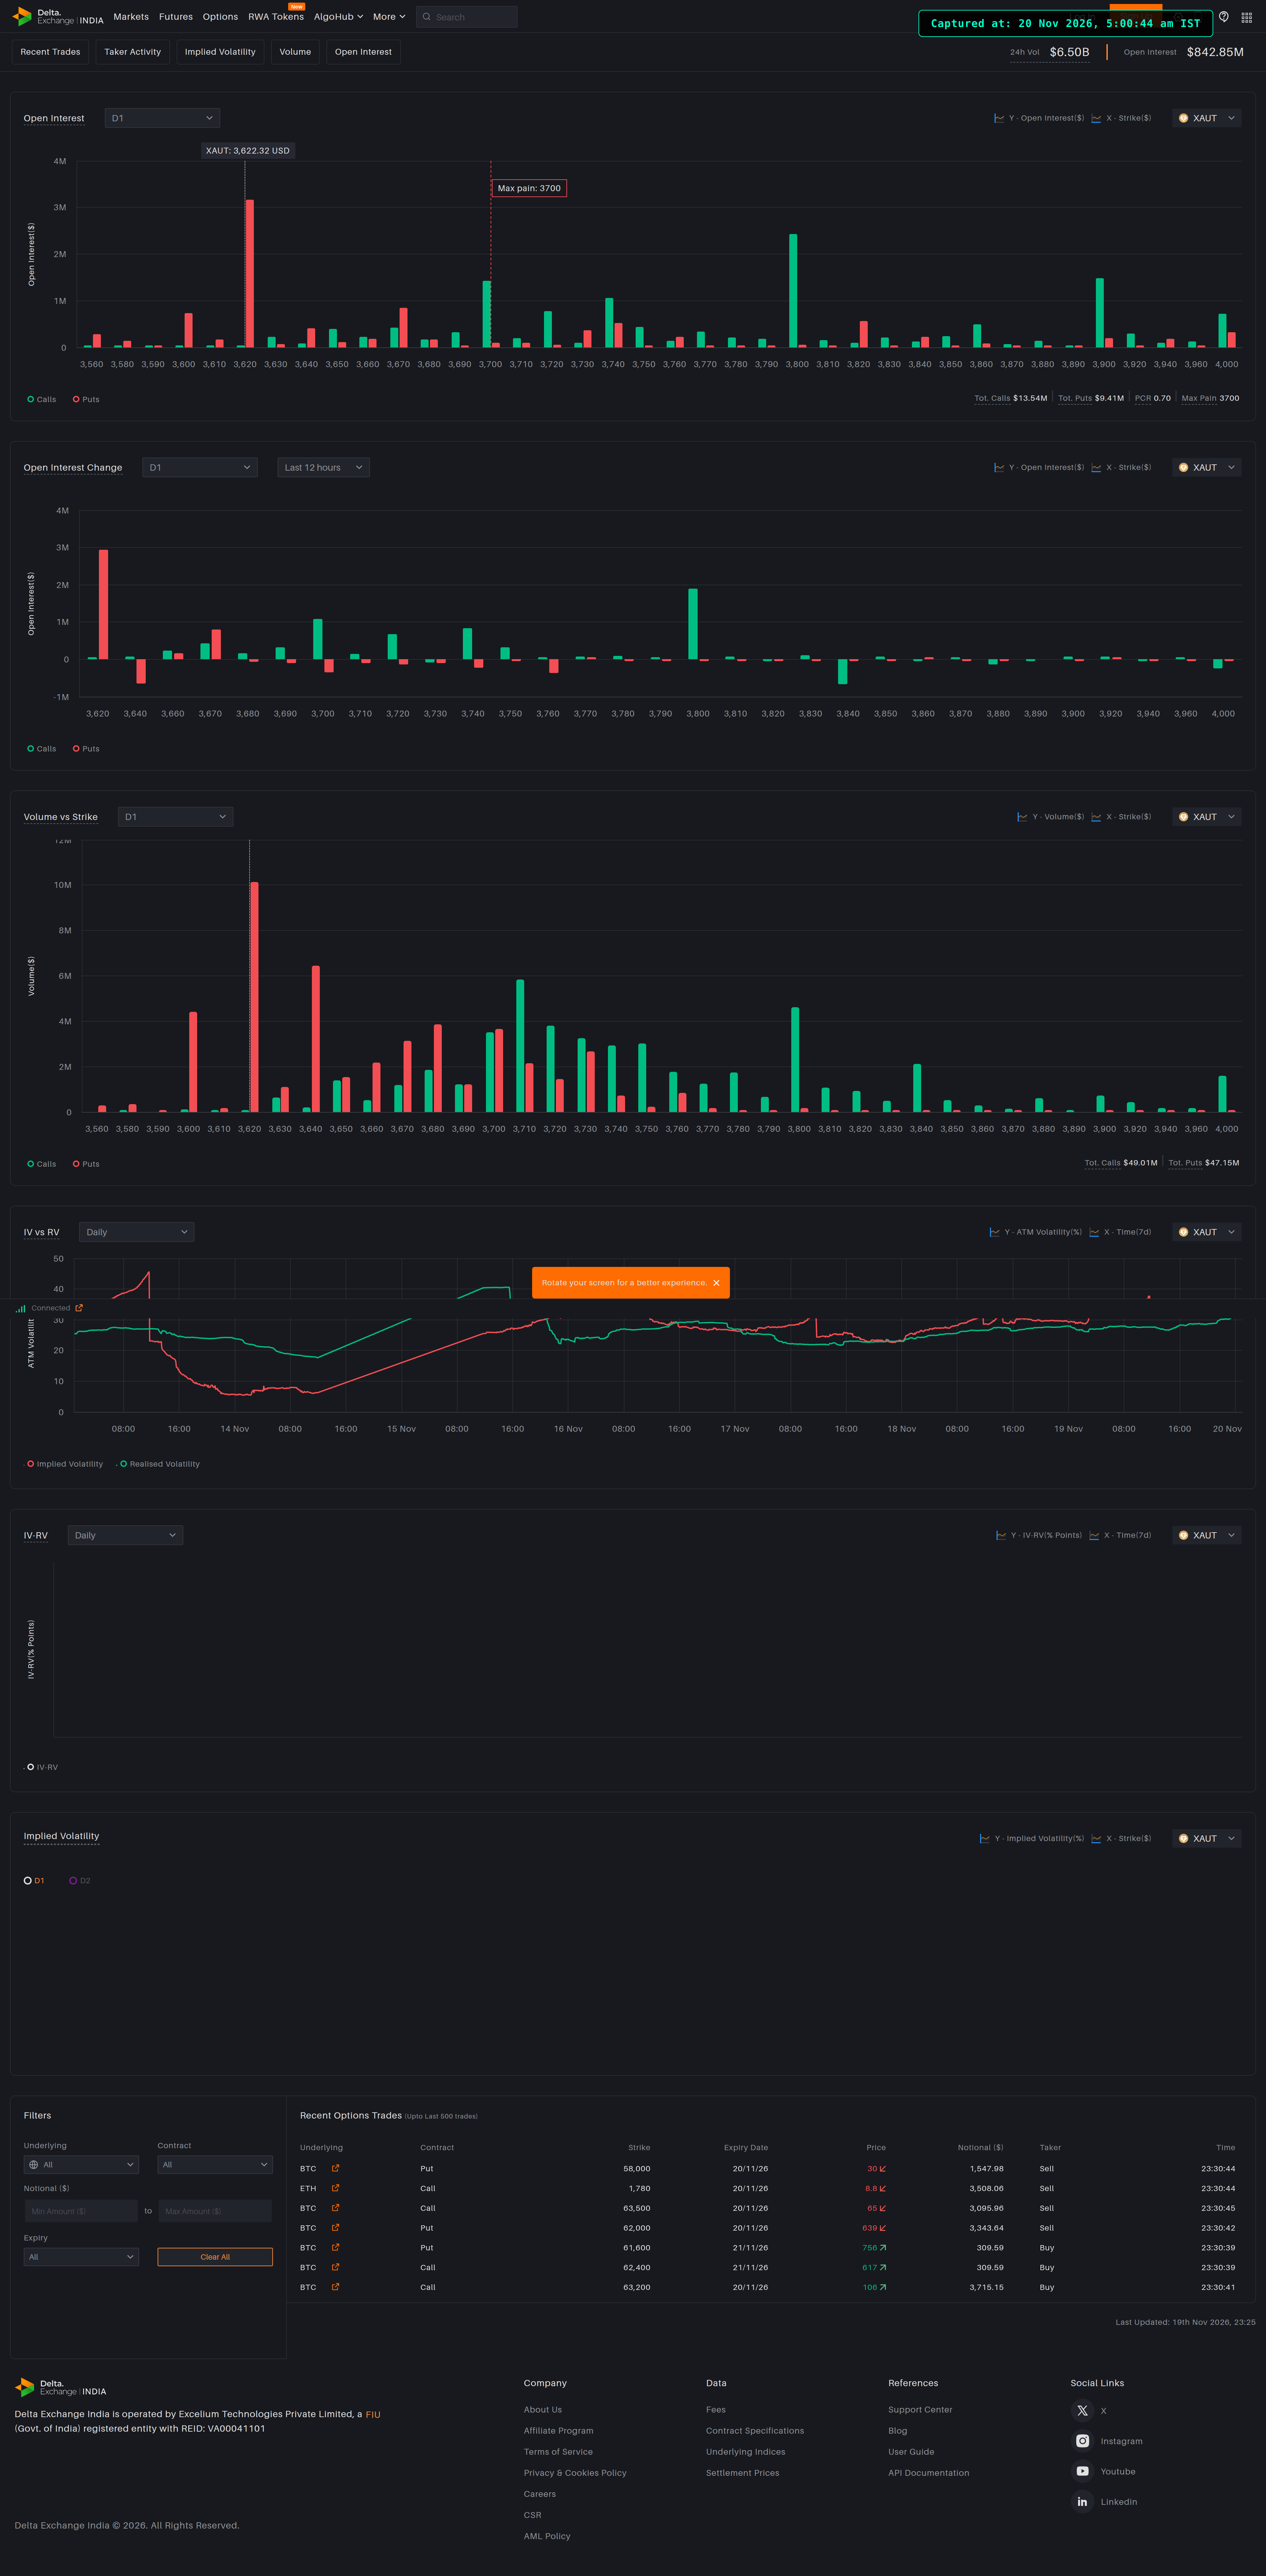 Delta. Exchange | INDIA Markets Futures Options RWA Tokens New AlgoHub More Search
Captured at: 20 Nov 2026, 5:00:44 am IST
Recent Trades Taker Activity Implied Volatility Volume Open Interest 24h Vol $6.50B Open Interest $842.85M
Open Interest D1 Y - Open Interest($) X - Strike($) XAUT
XAUT: 3,622.32 USD
Max pain: 3700
Open Interest($)
4M
3M
2M
1M
0
3,560 3,580 3,590 3,600 3,610 3,620 3,630 3,640 3,650 3,660 3,670 3,680 3,690 3,700 3,710 3,720 3,730 3,740 3,750 3,760 3,770 3,780 3,790 3,800 3,810 3,820 3,830 3,840 3,850 3,860 3,870 3,880 3,890 3,900 3,920 3,940 3,960 4,000
Calls Puts Tot. Calls $13.54M Tot. Puts $9.41M PCR 0.70 Max Pain 3700
Open Interest Change D1 Last 12 hours Y - Open Interest($) X - Strike($) XAUT
Open Interest($)
4M
3M
2M
1M
0
-1M
3,620 3,640 3,660 3,670 3,680 3,690 3,700 3,710 3,720 3,730 3,740 3,750 3,760 3,770 3,780 3,790 3,800 3,810 3,820 3,830 3,840 3,850 3,860 3,870 3,880 3,890 3,900 3,920 3,940 3,960 4,000
Calls Puts
Volume vs Strike D1 Y - Volume($) X - Strike($) XAUT
Volume($)
12M
10M
8M
6M
4M
2M
0
3,560 3,580 3,590 3,600 3,610 3,620 3,630 3,640 3,650 3,660 3,670 3,680 3,690 3,700 3,710 3,720 3,730 3,740 3,750 3,760 3,770 3,780 3,790 3,800 3,810 3,820 3,830 3,840 3,850 3,860 3,870 3,880 3,890 3,900 3,920 3,940 3,960 4,000
Calls Puts Tot. Calls $49.01M Tot. Puts $47.15M
IV vs RV Daily Y - ATM Volatility(%) X - Time(7d) XAUT
50
40
Rotate your screen for a better experience.
Connected
ATM Volatilit
30
20
10
0
08:00 16:00 14 Nov 08:00 16:00 15 Nov 08:00 16:00 16 Nov 08:00 16:00 17 Nov 08:00 16:00 18 Nov 08:00 16:00 19 Nov 08:00 16:00 20 Nov
Implied Volatility Realised Volatility
IV-RV Daily Y - IV-RV(% Points) X - Time(7d) XAUT
IV-RV(% Points)
IV-RV
Implied Volatility Y - Implied Volatility(%) X - Strike($) XAUT
D1 D2
Filters
Underlying Contract
All All
Notional ($)
Min Amount ($) to Max Amount ($)
Expiry
All Clear All
Recent Options Trades (Upto Last 500 trades)
Underlying Contract Strike Expiry Date Price Notional ($) Taker Time
BTC Put 58,000 20/11/26 30 1,547.98 Sell 23:30:44
ETH Call 1,780 20/11/26 8.8 3,508.06 Sell 23:30:44
BTC Call 63,500 20/11/26 65 3,095.96 Sell 23:30:45
BTC Put 62,000 20/11/26 639 3,343.64 Sell 23:30:42
BTC Put 61,600 21/11/26 756 309.59 Buy 23:30:39
BTC Call 62,400 21/11/26 617 309.59 Buy 23:30:39
BTC Call 63,200 20/11/26 106 3,715.15 Buy 23:30:41
Last Updated: 19th Nov 2026, 23:25
Delta. Exchange | INDIA
Delta Exchange India is operated by Excelium Technologies Private Limited, a FIU
(Govt. of India) registered entity with REID: VA00041101
Delta Exchange India © 2026. All Rights Reserved.
Company
About Us
Affiliate Program
Terms of Service
Privacy & Cookies Policy
Careers
CSR
AML Policy
Data
Fees
Contract Specifications
Underlying Indices
Settlement Prices
References
Support Center
Blog
User Guide
API Documentation
Social Links
X
Instagram
Youtube
Linkedin